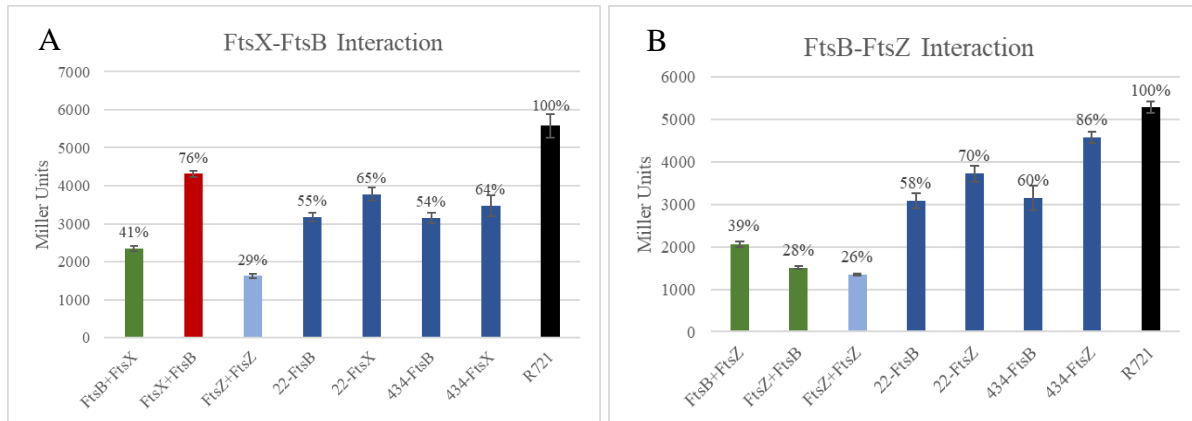 A
FtsX-FtsB Interaction
Miller Units
7000
6000
5000
4000
3000
2000
1000
0
41%
76%
29%
55%
65%
54%
64%
100%
FtsB+FtsX
FtsX+FtsB
FtsZ+FtsZ
22-FtsB
22-FtsX
434-FtsB
434-FtsX
R721
B
FtsB-FtsZ Interaction
Miller Units
6000
5000
4000
3000
2000
1000
0
39%
28%
26%
58%
70%
60%
86%
100%
FtsB+FtsZ
FtsZ+FtsB
FtsZ+FtsZ
22-FtsB
22-FtsZ
434-FtsB
434-FtsZ
R721